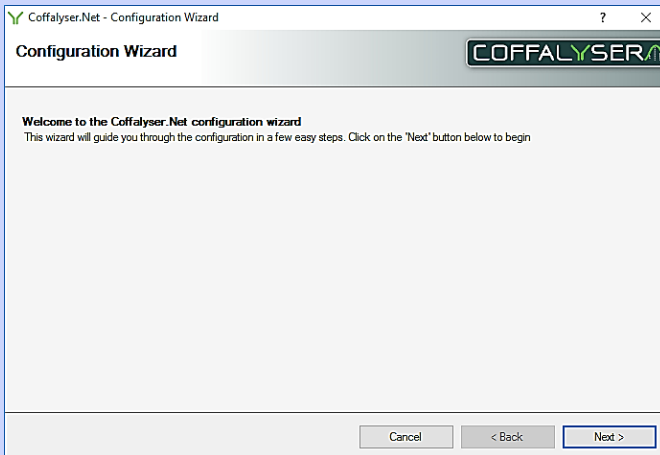 Coffalyser.Net - Configuration Wizard
Configuration Wizard
COFFALYSER
Welcome to the Coffalyser.Net configuration wizard
This wizard will guide you through the configuration in a few easy steps. Click on the 'Next' button below to begin
Cancel
< Back
Next >